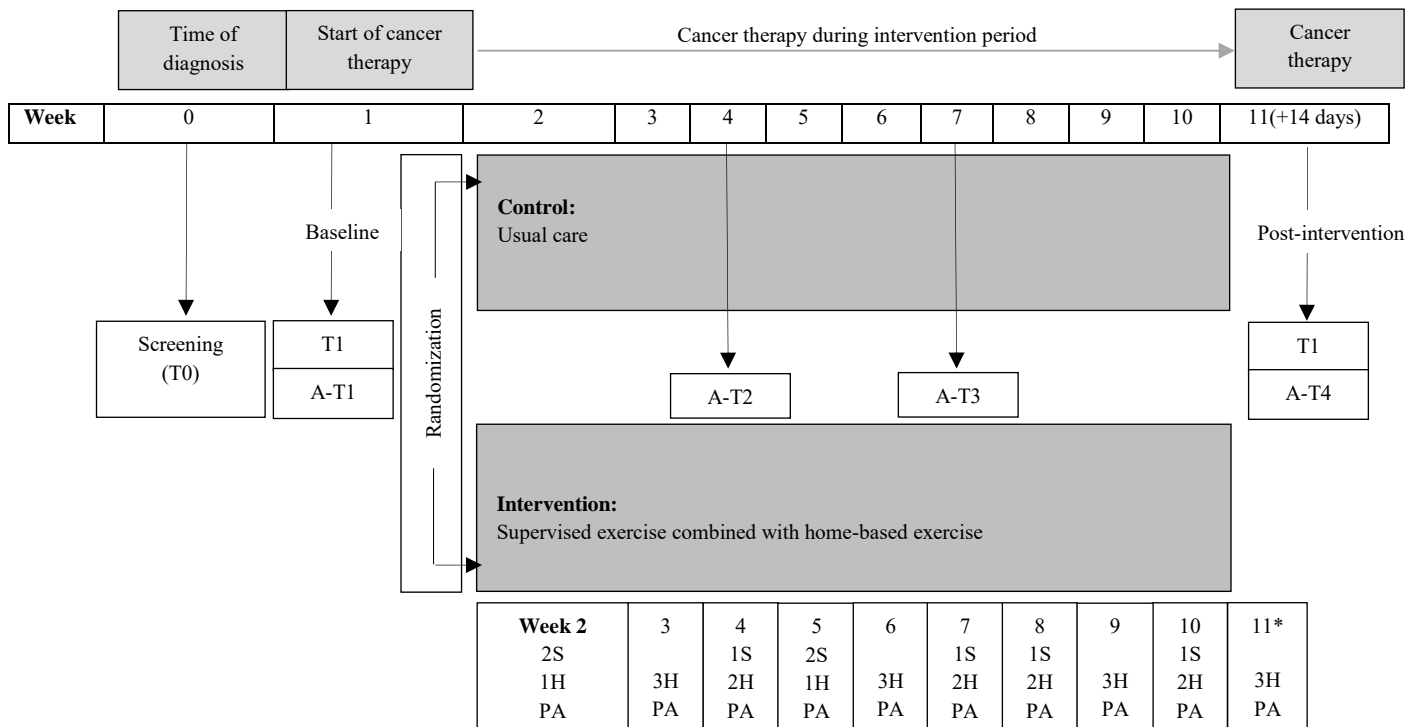 Time of
diagnosis
Start of cancer
therapy
Cancer therapy during intervention period
Cancer
therapy
Week 0 1 2 3 4 5 6 7 8 9 10 11(+14 days)
Control:
Usual care
Baseline
Post-intervention
Randomization
Screening
(T0)
T1
A-T1
A-T2
A-T3
T1
A-T4
Intervention:
Supervised exercise combined with home-based exercise
Week 2 3 4 5 6 7 8 9 10 11*
2S 1S 2S 1S 1S 1S
1H 3H 2H 1H 3H 2H 2H 3H 2H 3H
PA PA PA PA PA PA PA PA PA PA